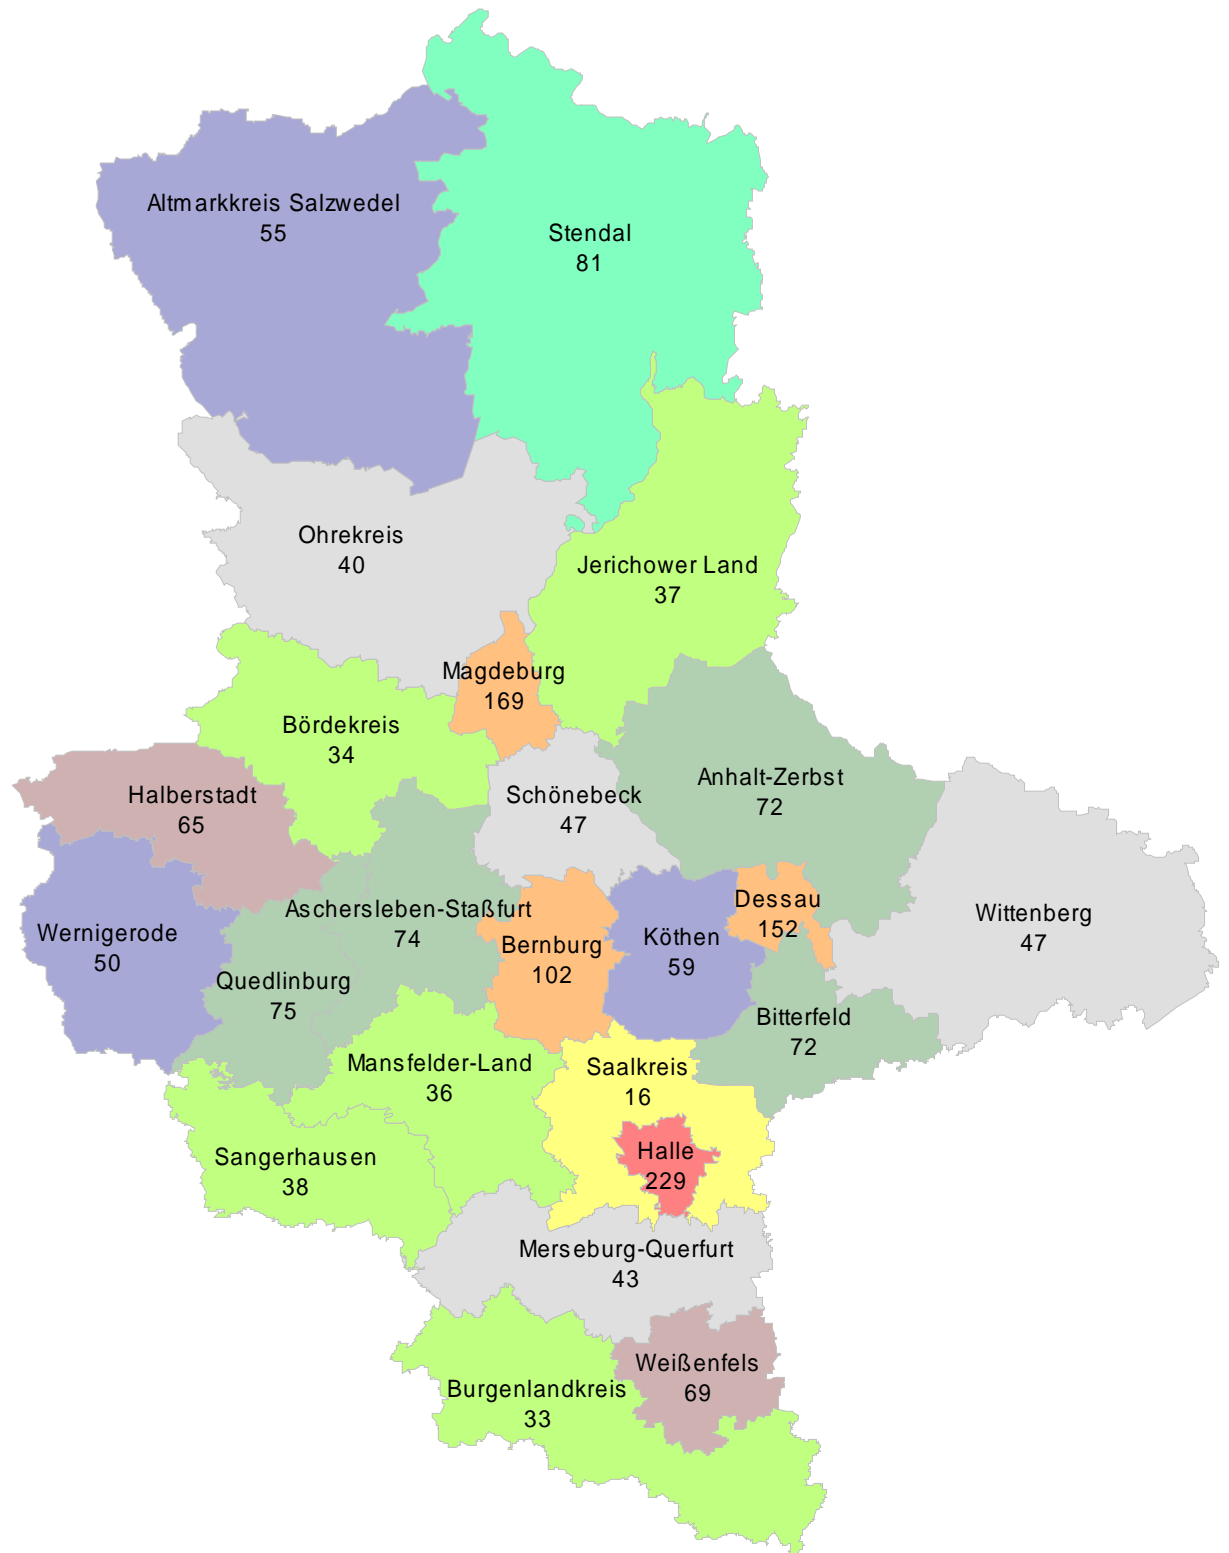 Altmarkkreis Salzwedel
55
Stendal
81
Ohrekreis
40
Jerichower Land
37
Magdeburg
169
Bördekreis
34
Anhalt-Zerbst
72
Halberstadt
65
Schönebeck
47
Dessau
152
Aschersleben-Staßfurt
74
Wittenberg
47
Wernigerode
50
Bernburg
102
Köthen
59
Quedlinburg
75
Bitterfeld
72
Mansfelder-Land
36
Saalkreis
16
Halle
229
Sangerhausen
38
Merseburg-Querfurt
43
Weißenfels
69
Burgenlandkreis
33